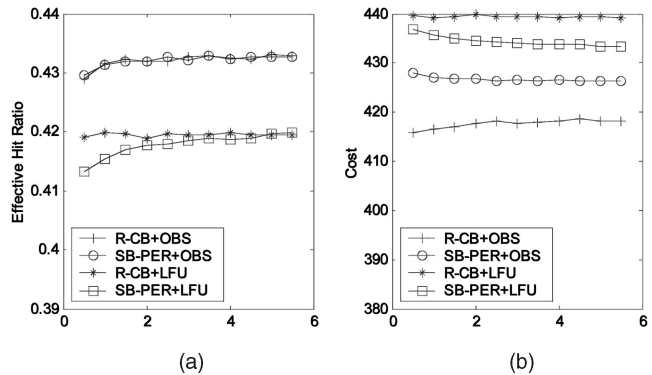 0.44
0.43
0.42
0.41
0.4
0.39
Effective Hit Ratio
R-CB+OBS
SB-PER+OBS
R-CB+LFU
SB-PER+LFU
0 2 4 6
(a)
440
430
420
410
400
390
380
Cost
R-CB+OBS
SB-PER+OBS
R-CB+LFU
SB-PER+LFU
0 2 4 6
(b)